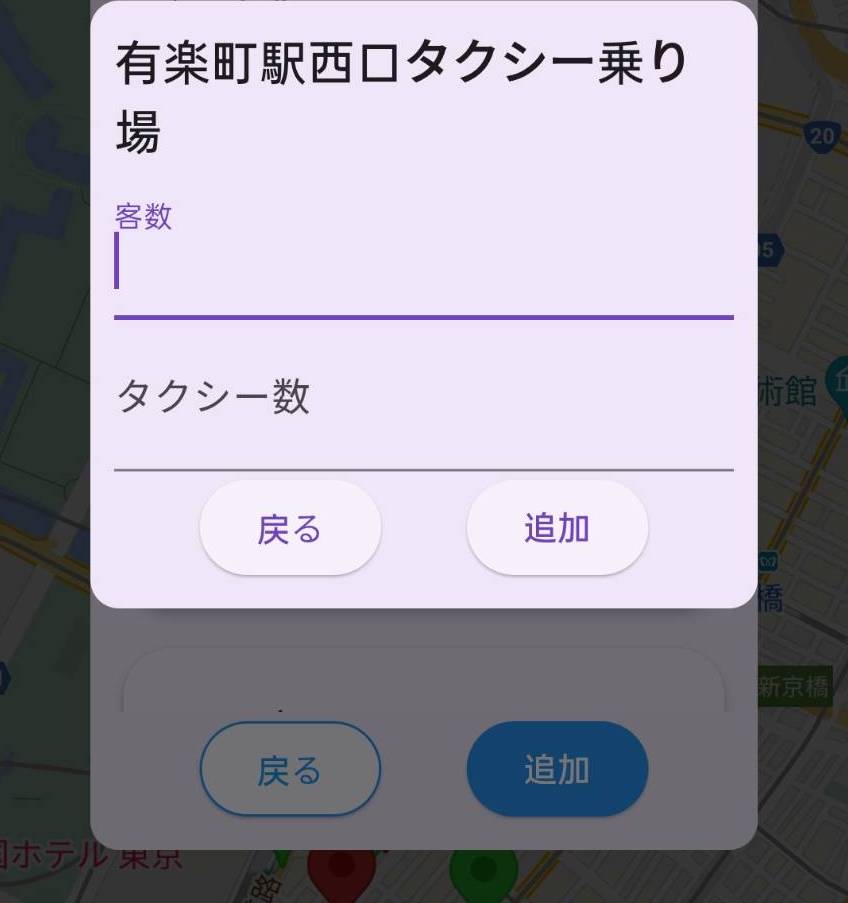 有楽町駅西口タクシー乗り
場
客数
タクシー数
戻る
追加
戻る
追加
20
術館
橋
新京橋
ホテル 東京
路